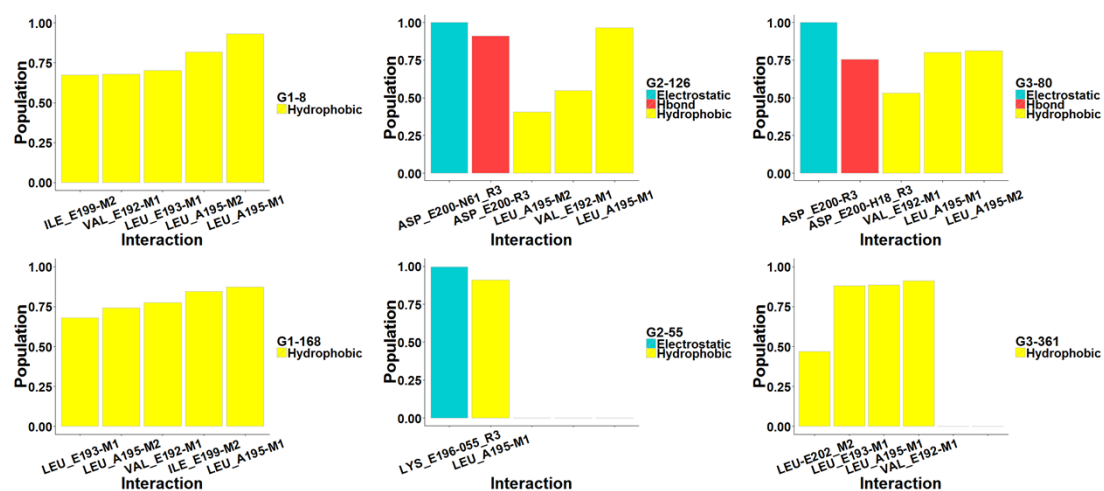 Population
1.00
0.75
0.50
0.25
0.00
ILE_E199-M2
VAL_E192-M1
LEU_E193-M1
LEU_A195-M2
LEU_A195-M1
Interaction
G1-8
Hydrophobic
Population
1.00
0.75
0.50
0.25
0.00
ASP_E200-N61_R3
ASP_E200-R3
LEU_A195-M2
VAL_E192-M1
LEU_A195-M1
Interaction
G2-126
Electrostatic
Hbond
Hydrophobic
Population
1.00
0.75
0.50
0.25
0.00
ASP_E200-R3
ASP_E200-H18_R3
VAL_E192-M1
LEU_A195-M1
LEU_A195-M2
Interaction
G3-80
Electrostatic
Hbond
Hydrophobic
Population
1.00
0.75
0.50
0.25
0.00
LEU_E193-M1
LEU_A195-M2
VAL_E192-M1
ILE_E199-M2
LEU_A195-M1
Interaction
G1-168
Hydrophobic
Population
1.00
0.75
0.50
0.25
0.00
LYS_E196-055_R3
LEU_A195-M1
Interaction
G2-55
Electrostatic
Hydrophobic
Population
1.00
0.75
0.50
0.25
0.00
LEU-E202_M2
LEU_E193-M1
LEU_A195-M1
VAL_E192-M1
Interaction
G3-361
Hydrophobic